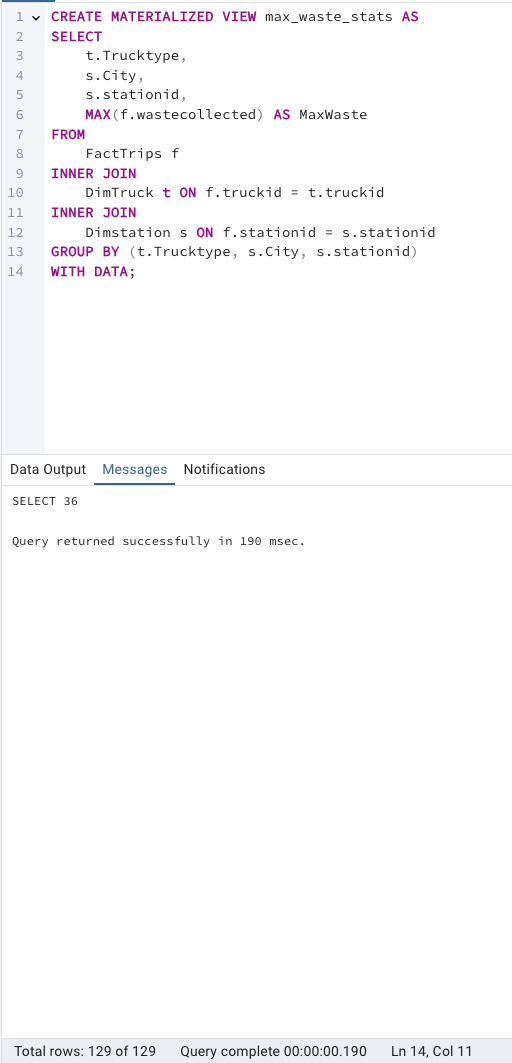 1 CREATE MATERIALIZED VIEW max_waste_stats AS
2 SELECT
3 t.Trucktype,
4 s.City,
5 s.stationid,
6 MAX(f.wastecollected) AS MaxWaste
7 FROM
8 FactTrips f
9 INNER JOIN
10 DimTruck t ON f.truckid = t.truckid
11 INNER JOIN
12 Dimstation s ON f.stationid = s.stationid
13 GROUP BY (t.Trucktype, s.City, s.stationid)
14 WITH DATA;
Data Output Messages Notifications
SELECT 36
Query returned successfully in 190 msec.
Total rows: 129 of 129 Query complete 00:00:00.190 Ln 14, Col 11